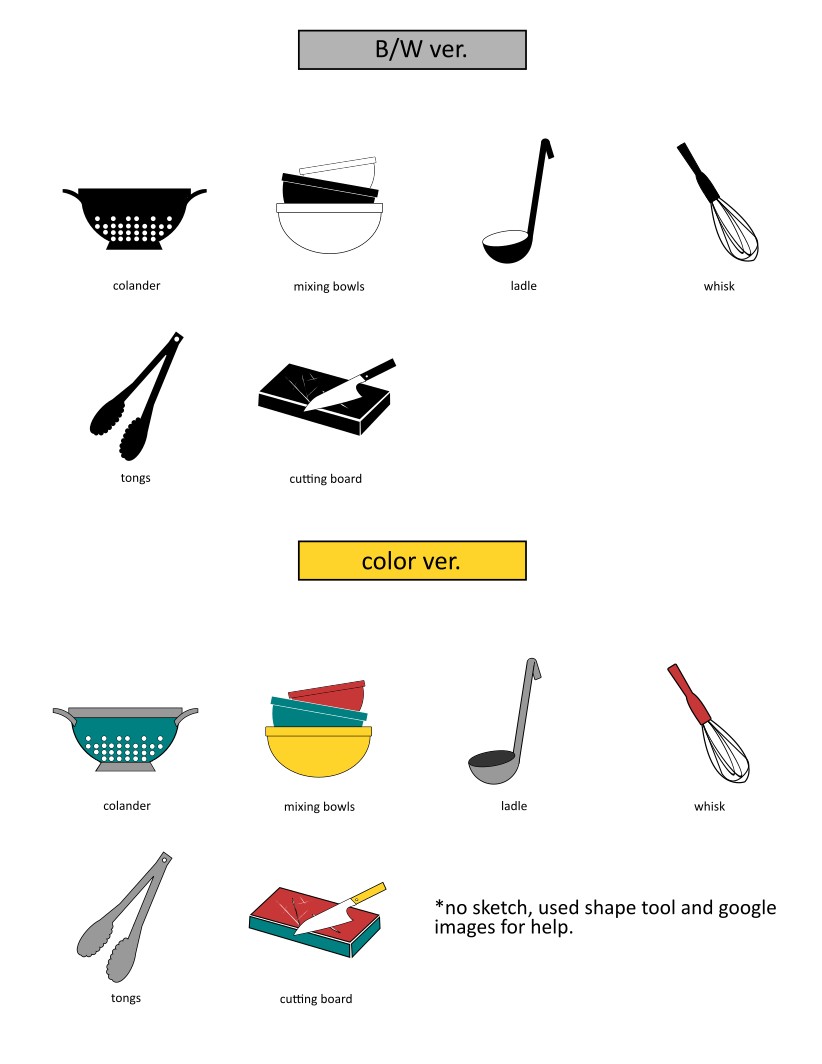 B/W ver.
colander
mixing bowls
ladle
whisk
tongs
cutting board
color ver.
colander
mixing bowls
ladle
whisk
tongs
cutting board
*no sketch, used shape tool and google
images for help.